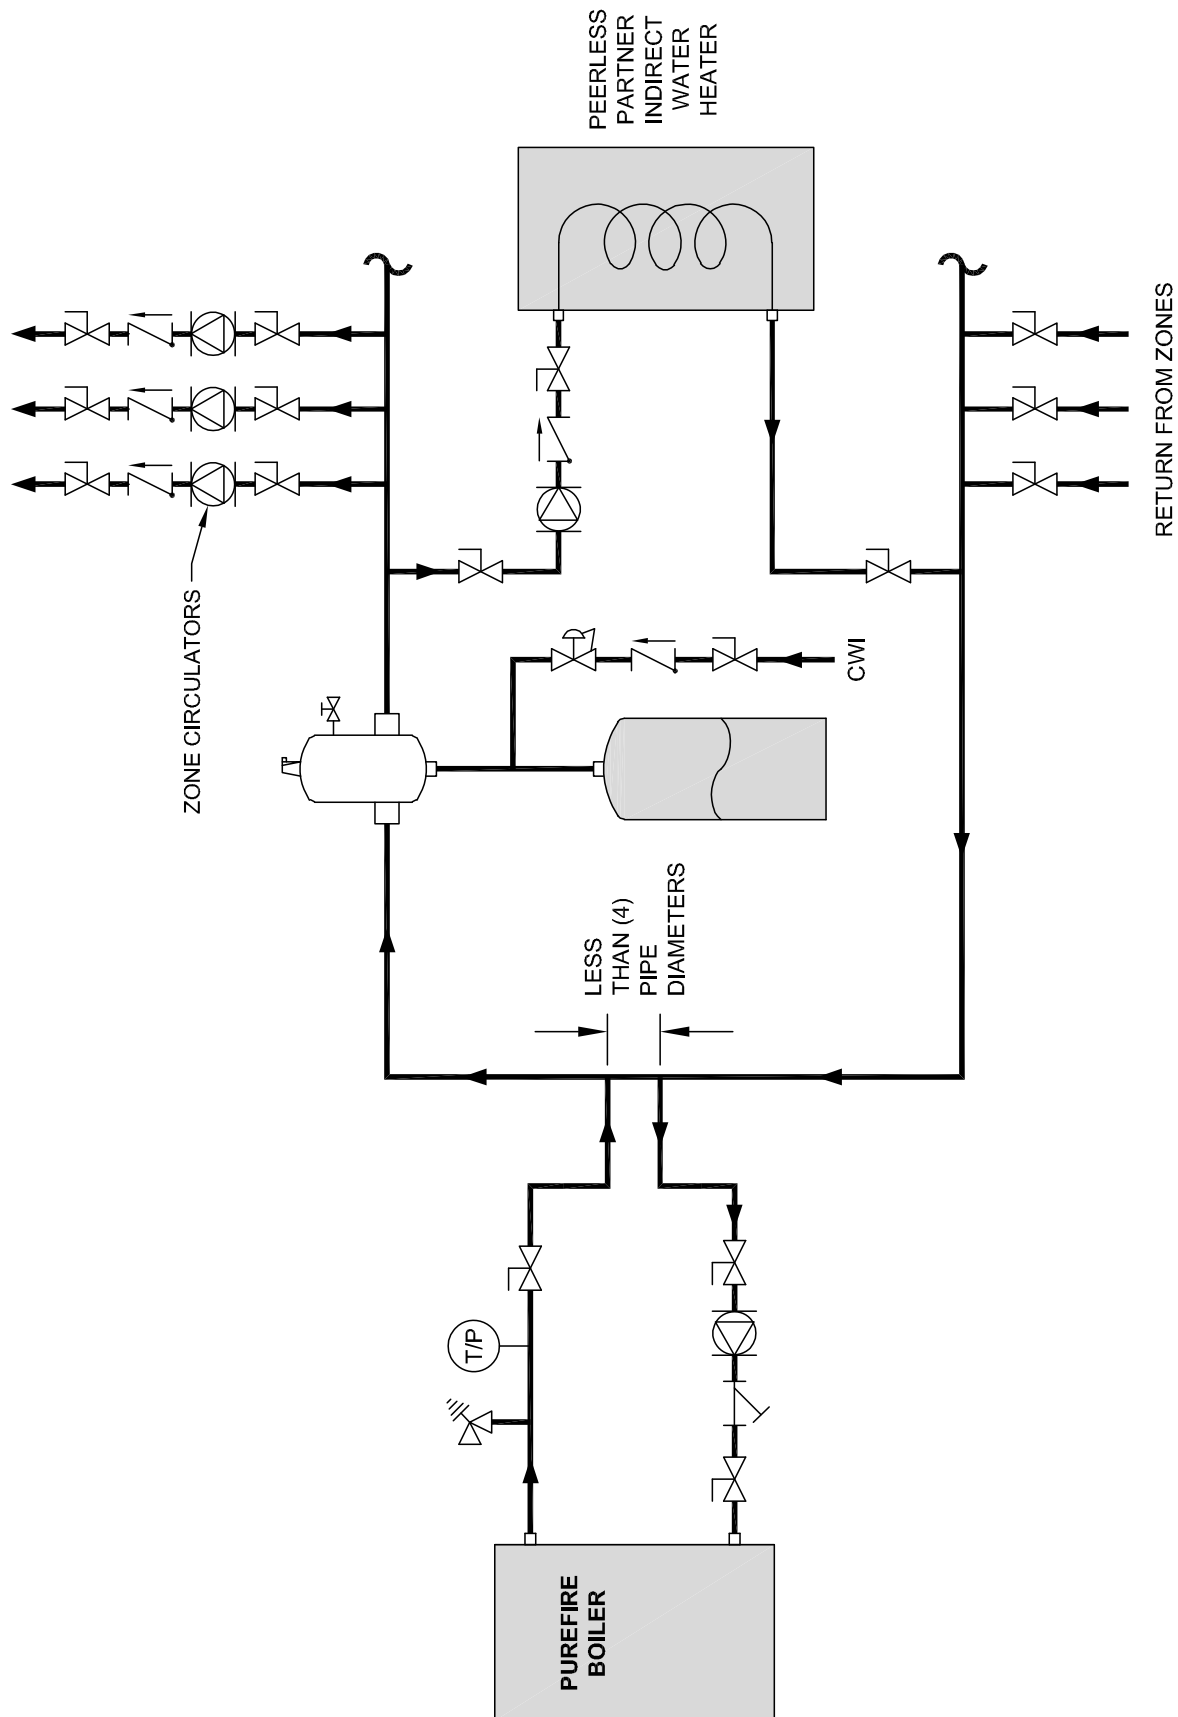 PUREFIRE
BOILER
T/P
LESS
THAN (4)
PIPE
DIAMETERS
ZONE CIRCULATORS
CWI
PEERLESS
PARTNER
INDIRECT
WATER
HEATER
RETURN FROM ZONES